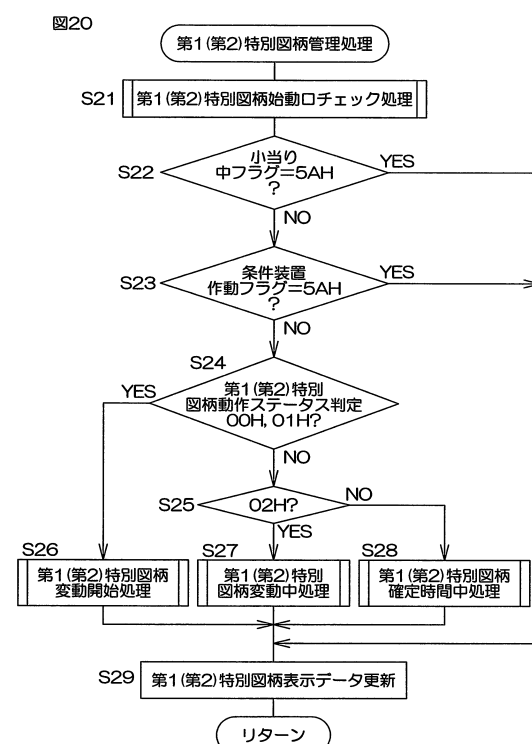 図20
第1(第2)特別図柄管理処理
S21
第1(第2)特別図柄始動口チェック処理
S22
小当り
中フラグ=5AH
?
YES
NO
S23
条件装置
作動フラグ=5AH
?
YES
NO
S24
YES
第1(第2)特別
図柄動作ステータス判定
00H, 01H?
NO
S25
02H?
NO
YES
S26
第1(第2)特別図柄
変動開始処理
S27
第1(第2)特別
図柄変動中処理
S28
第1(第2)特別図柄
確定時間中処理
S29
第1(第2)特別図柄表示データ更新
リターン